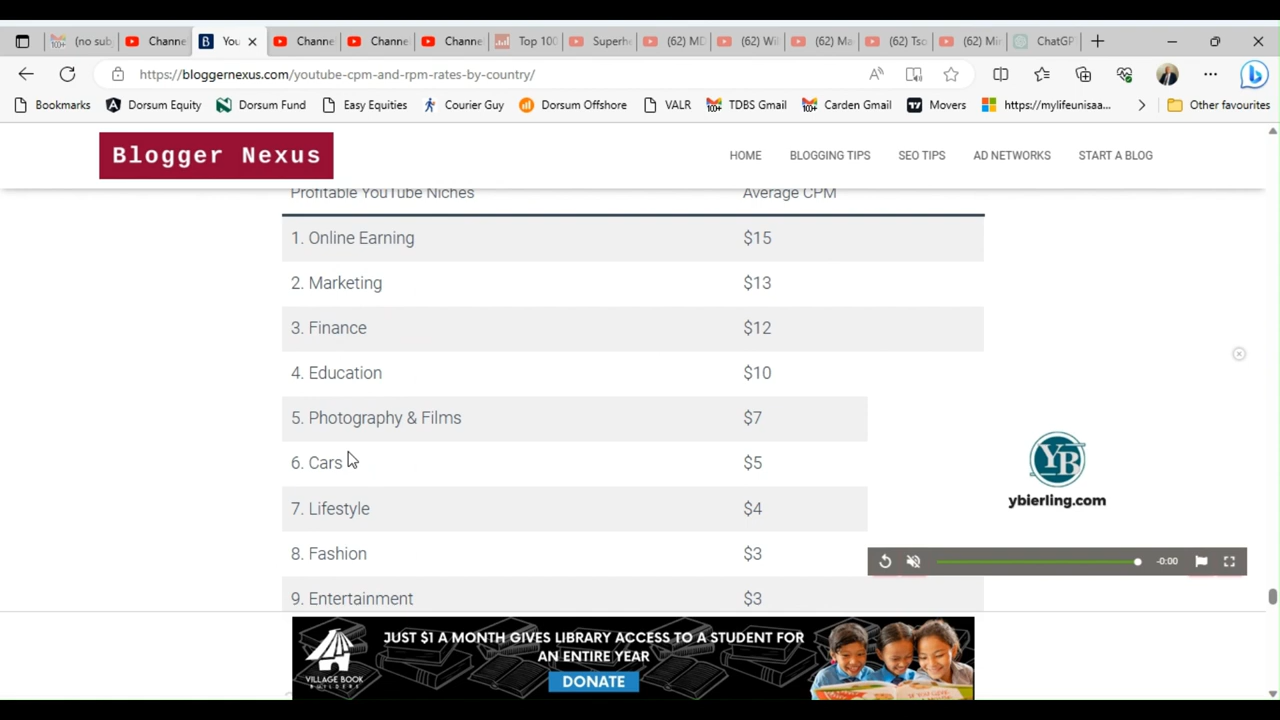 (no sub
Channe
You
Channe
Channe
Channe
Top 100
Superhe
(62) MD
(62) Wil
(62) Ma
(62) Tso
(62) Mir
ChatGP
https://bloggernexus.com/youtube-cpm-and-rpm-rates-by-country/
Bookmarks
Dorsum Equity
Dorsum Fund
Easy Equities
Courier Guy
Dorsum Offshore
VALR
TDBS Gmail
Carden Gmail
Movers
https://mylifeunisaa...
Other favourites
Blogger Nexus
HOME
BLOGGING TIPS
SEO TIPS
AD NETWORKS
START A BLOG
Profitable YouTube Niches Average CPM
1. Online Earning $15
2. Marketing $13
3. Finance $12
4. Education $10
5. Photography & Films $7
6. Cars $5
7. Lifestyle $4
8. Fashion $3
9. Entertainment $3
YB
ybierling.com
-0:00
JUST $1 A MONTH GIVES LIBRARY ACCESS TO A STUDENT FOR
AN ENTIRE YEAR
VILLAGE BOOK
BUILDERS
DONATE